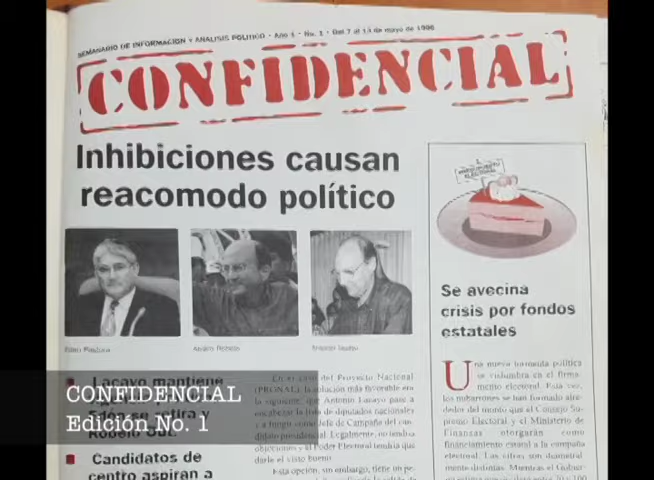 SEMANARIO DE INFORMACION Y ANALISIS POLITICO • Año 1 • No. 1 • Del 7 al 13 de mayo de 1996
CONFIDENCIAL
Inhibiciones causan
reacomodo político
PRESUPUESTO
ELECTORAL
Se avecina
crisis por fondos
estatales
Lacayo mantiene
Edén se retira y
Robelo out.
Candidatos de
centro aspiran a
En el caso del Proyecto Nacional
(PRONAL), la solución más favorable era
la siguiente: que Antonio Lacayo pase a
encabezar la lista de diputados nacionales
y a fungir como Jefe de Campaña del can-
didato presidencial. Legalmente, no tendría
objeciones y el Poder Electoral tendría que
darle el visto bueno.
Esta opción, sin embargo, tiene un pe-
Una nueva tormenta política
se vislumbra en el firma-
mento electoral. Esta vez,
los nubarrones se han formado alre-
dedor del monto que el Consejo Su-
premo Electoral y el Ministerio de
Finanzas otorgarán como
financiamiento estatal a la campaña
electoral. Las cifras son diametral-
mente distintas. Mientras el Gobier-
CONFIDENCIAL
Edición No. 1